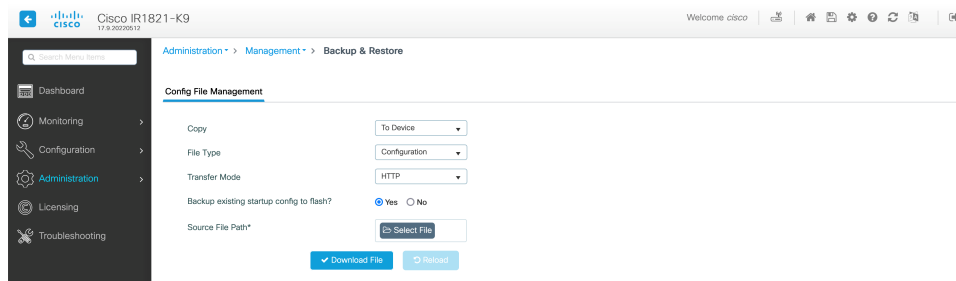 CISCO
Cisco IR1821-K9
17.9.20220512
Welcome cisco
Search Menu Items
Administration > Management > Backup & Restore
Dashboard
Config File Management
Monitoring
Copy To Device
Configuration
File Type Configuration
Administration
Transfer Mode HTTP
Licensing
Backup existing startup config to flash? Yes No
Troubleshooting
Source File Path* Select File
Download File Reload